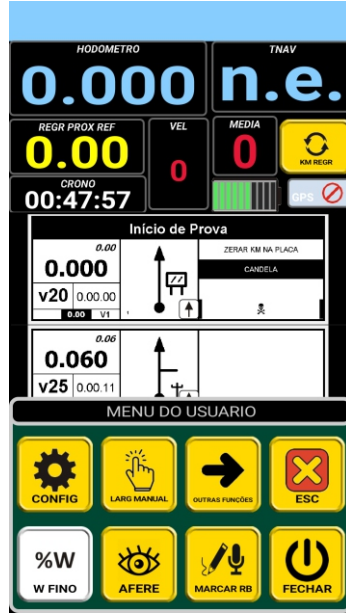 HODOMETRO
TNAV
0.000
n.e.
REGR PROX REF
VEL
MEDIA
0.00
0
0
KM REGR
CRONO
00:47:57
GPS
Início de Prova
0.00
ZERAR KM NA PLACA
0.000
CANDELA
v20
0.00.00
0.00
V1
0.06
0.060
v25
0.00.11
MENU DO USUARIO
CONFIG
LARG MANUAL
OUTRAS FUNÇÕES
ESC
%W
W FINO
AFERE
MARCAR RB
FECHAR